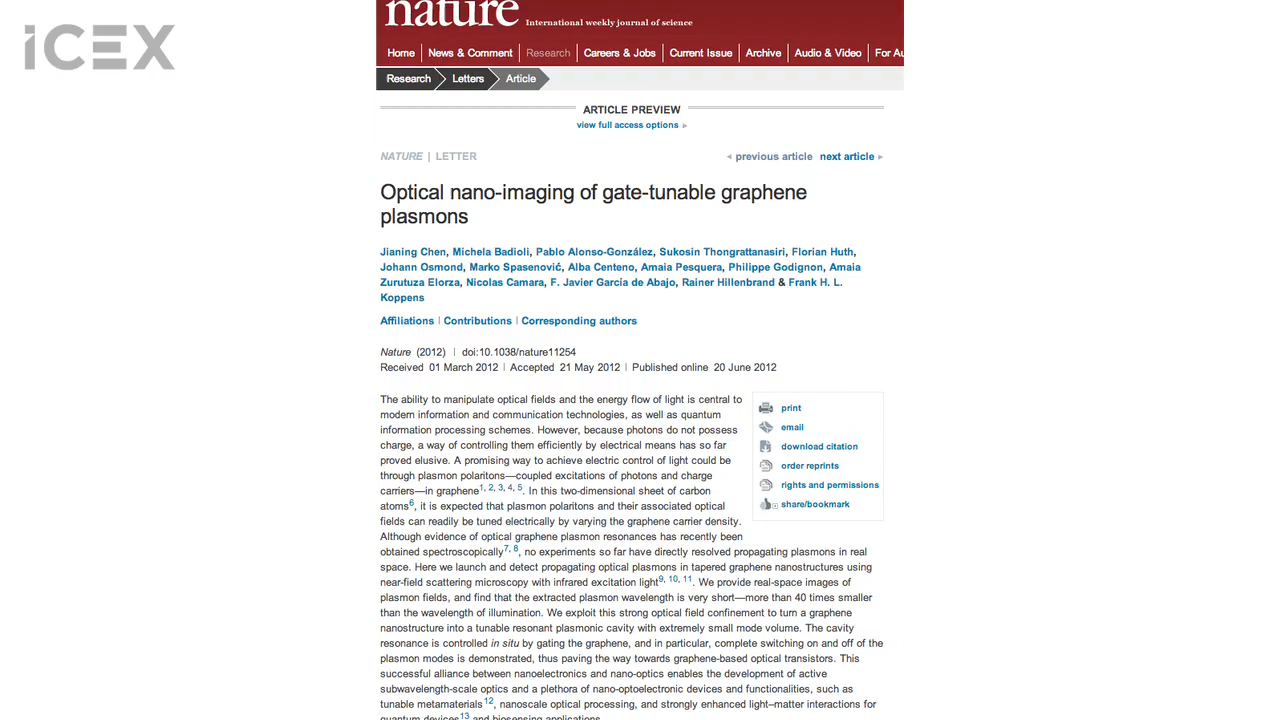 iCEX
nature International weekly journal of science
Home News & Comment Research Careers & Jobs Current Issue Archive Audio & Video For Au
Research Letters Article
ARTICLE PREVIEW
view full access options ▸
NATURE | LETTER
◂ previous article next article ▸
Optical nano-imaging of gate-tunable graphene
plasmons
Jianing Chen, Michela Badioli, Pablo Alonso-González, Sukosin Thongrattanasiri, Florian Huth,
Johann Osmond, Marko Spasenović, Alba Centeno, Amaia Pesquera, Philippe Godignon, Amaia
Zurutuza Elorza, Nicolas Camara, F. Javier García de Abajo, Rainer Hillenbrand & Frank H. L.
Koppens
Affiliations | Contributions | Corresponding authors
Nature (2012) | doi:10.1038/nature11254
Received 01 March 2012 | Accepted 21 May 2012 | Published online 20 June 2012
The ability to manipulate optical fields and the energy flow of light is central to
modern information and communication technologies, as well as quantum
information processing schemes. However, because photons do not possess
charge, a way of controlling them efficiently by electrical means has so far
proved elusive. A promising way to achieve electric control of light could be
through plasmon polaritons—coupled excitations of photons and charge
carriers—in graphene1, 2, 3, 4, 5. In this two-dimensional sheet of carbon
atoms6, it is expected that plasmon polaritons and their associated optical
fields can readily be tuned electrically by varying the graphene carrier density.
Although evidence of optical graphene plasmon resonances has recently been
obtained spectroscopically7, 8, no experiments so far have directly resolved propagating plasmons in real
space. Here we launch and detect propagating optical plasmons in tapered graphene nanostructures using
near-field scattering microscopy with infrared excitation light9, 10, 11. We provide real-space images of
plasmon fields, and find that the extracted plasmon wavelength is very short—more than 40 times smaller
than the wavelength of illumination. We exploit this strong optical field confinement to turn a graphene
nanostructure into a tunable resonant plasmonic cavity with extremely small mode volume. The cavity
resonance is controlled in situ by gating the graphene, and in particular, complete switching on and off of the
plasmon modes is demonstrated, thus paving the way towards graphene-based optical transistors. This
successful alliance between nanoelectronics and nano-optics enables the development of active
subwavelength-scale optics and a plethora of nano-optoelectronic devices and functionalities, such as
tunable metamaterials12, nanoscale optical processing, and strongly enhanced light–matter interactions for
quantum devices13 and biosensing applications.
print
email
download citation
order reprints
rights and permissions
share/bookmark